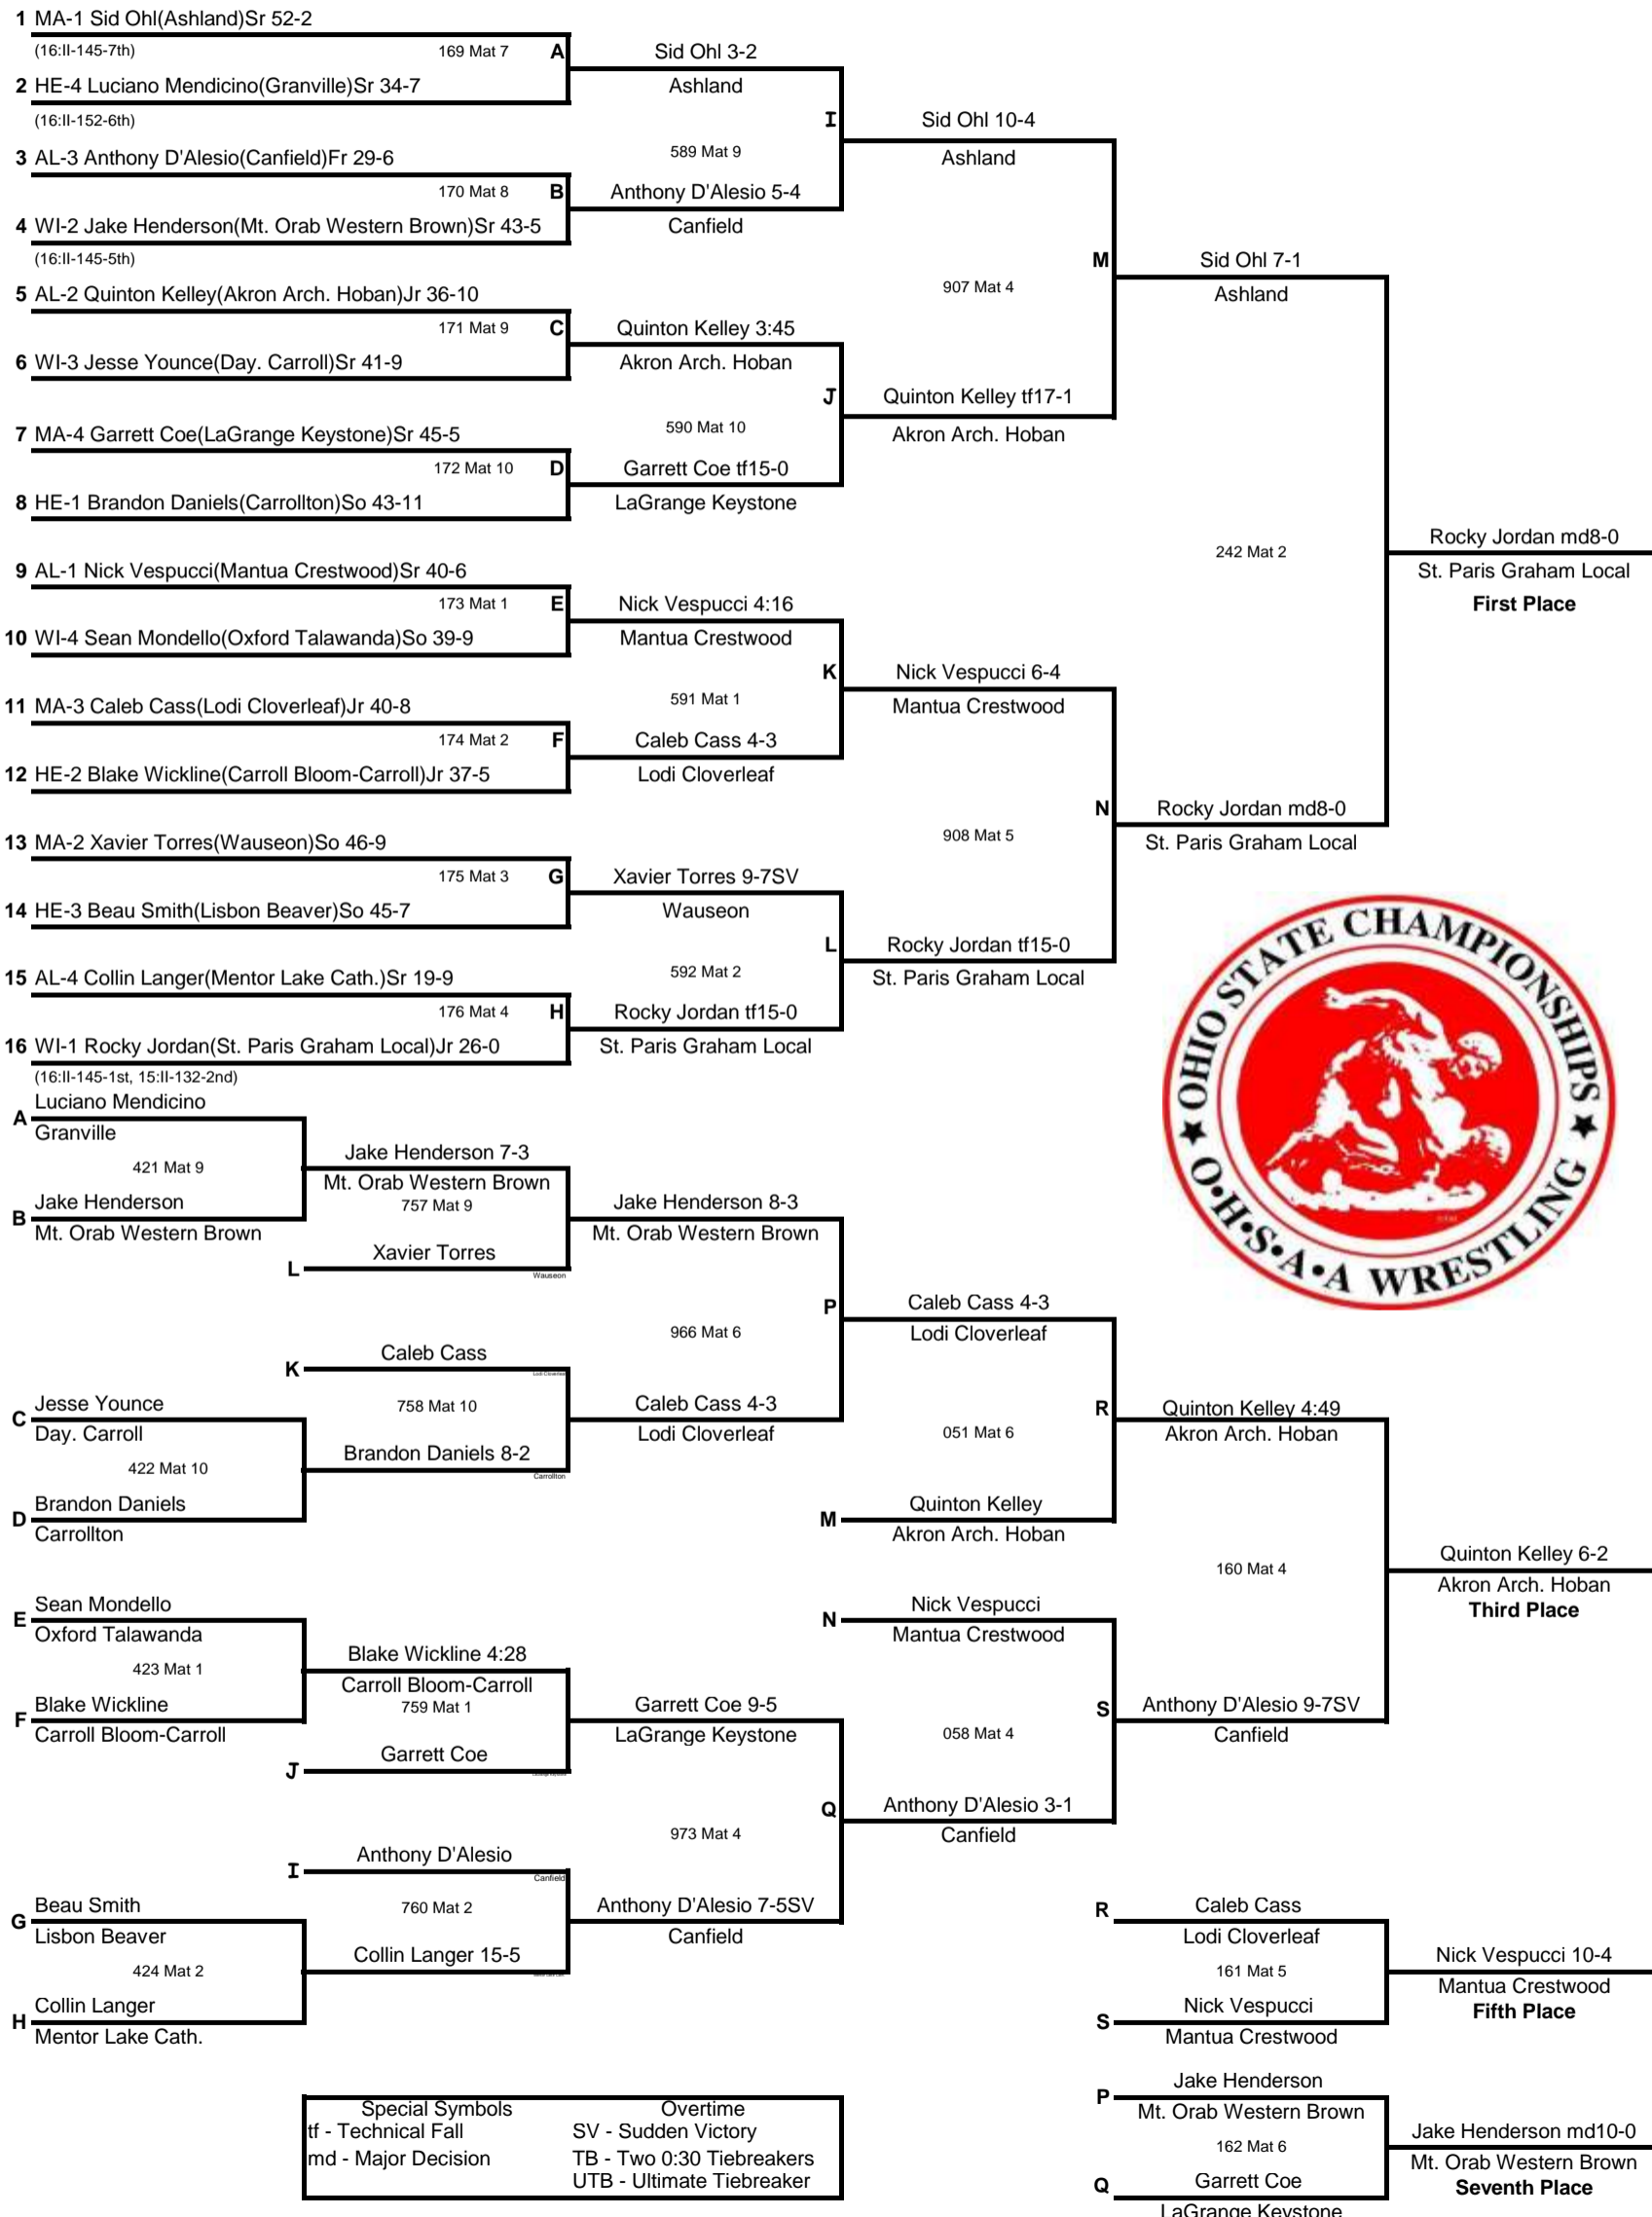 1 MA-1 Sid Ohl(Ashland)Sr 52-2
(16:II-145-7th)
169 Mat 7
A
Sid Ohl 3-2
Ashland
2 HE-4 Luciano Mendicino(Granville)Sr 34-7
(16:II-152-6th)
I
Sid Ohl 10-4
Ashland
589 Mat 9
3 AL-3 Anthony D'Alesio(Canfield)Fr 29-6
170 Mat 8
B
Anthony D'Alesio 5-4
Canfield
4 WI-2 Jake Henderson(Mt. Orab Western Brown)Sr 43-5
(16:II-145-5th)
M
Sid Ohl 7-1
Ashland
907 Mat 4
5 AL-2 Quinton Kelley(Akron Arch. Hoban)Jr 36-10
171 Mat 9
C
Quinton Kelley 3:45
Akron Arch. Hoban
6 WI-3 Jesse Younce(Day. Carroll)Sr 41-9
J
Quinton Kelley tf17-1
Akron Arch. Hoban
590 Mat 10
7 MA-4 Garrett Coe(LaGrange Keystone)Sr 45-5
172 Mat 10
D
Garrett Coe tf15-0
LaGrange Keystone
8 HE-1 Brandon Daniels(Carrollton)So 43-11
242 Mat 2
Rocky Jordan md8-0
St. Paris Graham Local
First Place
9 AL-1 Nick Vespucci(Mantua Crestwood)Sr 40-6
173 Mat 1
E
Nick Vespucci 4:16
Mantua Crestwood
10 WI-4 Sean Mondello(Oxford Talawanda)So 39-9
K
Nick Vespucci 6-4
Mantua Crestwood
591 Mat 1
11 MA-3 Caleb Cass(Lodi Cloverleaf)Jr 40-8
174 Mat 2
F
Caleb Cass 4-3
Lodi Cloverleaf
12 HE-2 Blake Wickline(Carroll Bloom-Carroll)Jr 37-5
N
Rocky Jordan md8-0
St. Paris Graham Local
908 Mat 5
13 MA-2 Xavier Torres(Wauseon)So 46-9
175 Mat 3
G
Xavier Torres 9-7SV
Wauseon
14 HE-3 Beau Smith(Lisbon Beaver)So 45-7
L
Rocky Jordan tf15-0
St. Paris Graham Local
592 Mat 2
15 AL-4 Collin Langer(Mentor Lake Cath.)Sr 19-9
176 Mat 4
H
Rocky Jordan tf15-0
St. Paris Graham Local
16 WI-1 Rocky Jordan(St. Paris Graham Local)Jr 26-0
(16:II-145-1st, 15:II-132-2nd)
★ OHIO STATE CHAMPIONSHIPS ★
O•H•S•A•A WRESTLING
A
Luciano Mendicino
Granville
421 Mat 9
Jake Henderson 7-3
Mt. Orab Western Brown
B
Jake Henderson
Mt. Orab Western Brown
757 Mat 9
Jake Henderson 8-3
Mt. Orab Western Brown
L
Xavier Torres
Wauseon
P
Caleb Cass 4-3
Lodi Cloverleaf
966 Mat 6
K
Caleb Cass
758 Mat 10
Caleb Cass 4-3
Lodi Cloverleaf
C
Jesse Younce
Day. Carroll
422 Mat 10
Brandon Daniels 8-2
Carrollton
D
Brandon Daniels
Carrollton
051 Mat 6
R
Quinton Kelley 4:49
Akron Arch. Hoban
M
Quinton Kelley
Akron Arch. Hoban
160 Mat 4
Quinton Kelley 6-2
Akron Arch. Hoban
Third Place
E
Sean Mondello
Oxford Talawanda
423 Mat 1
Blake Wickline 4:28
Carroll Bloom-Carroll
F
Blake Wickline
Carroll Bloom-Carroll
759 Mat 1
Garrett Coe 9-5
LaGrange Keystone
J
Garrett Coe
N
Nick Vespucci
Mantua Crestwood
058 Mat 4
S
Anthony D'Alesio 9-7SV
Canfield
Q
Anthony D'Alesio 3-1
Canfield
973 Mat 4
I
Anthony D'Alesio
Canfield
760 Mat 2
Anthony D'Alesio 7-5SV
Canfield
G
Beau Smith
Lisbon Beaver
424 Mat 2
Collin Langer 15-5
H
Collin Langer
Mentor Lake Cath.
R
Caleb Cass
Lodi Cloverleaf
161 Mat 5
Nick Vespucci 10-4
Mantua Crestwood
Fifth Place
S
Nick Vespucci
Mantua Crestwood
P
Jake Henderson
Mt. Orab Western Brown
162 Mat 6
Jake Henderson md10-0
Mt. Orab Western Brown
Seventh Place
Q
Garrett Coe
LaGrange Keystone
Special Symbols Overtime
tf - Technical Fall SV - Sudden Victory
md - Major Decision TB - Two 0:30 Tiebreakers
UTB - Ultimate Tiebreaker